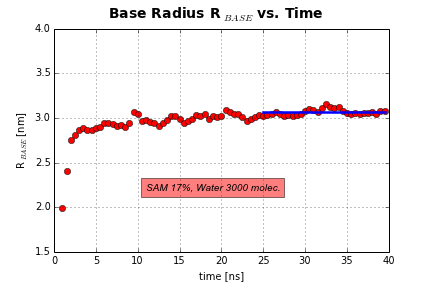 Base Radius R BASE vs. Time
4.0
3.5
3.0
2.5
2.0
1.5
R BASE [nm]
SAM 17%, Water 3000 molec.
0 5 10 15 20 25 30 35 40
time [ns]